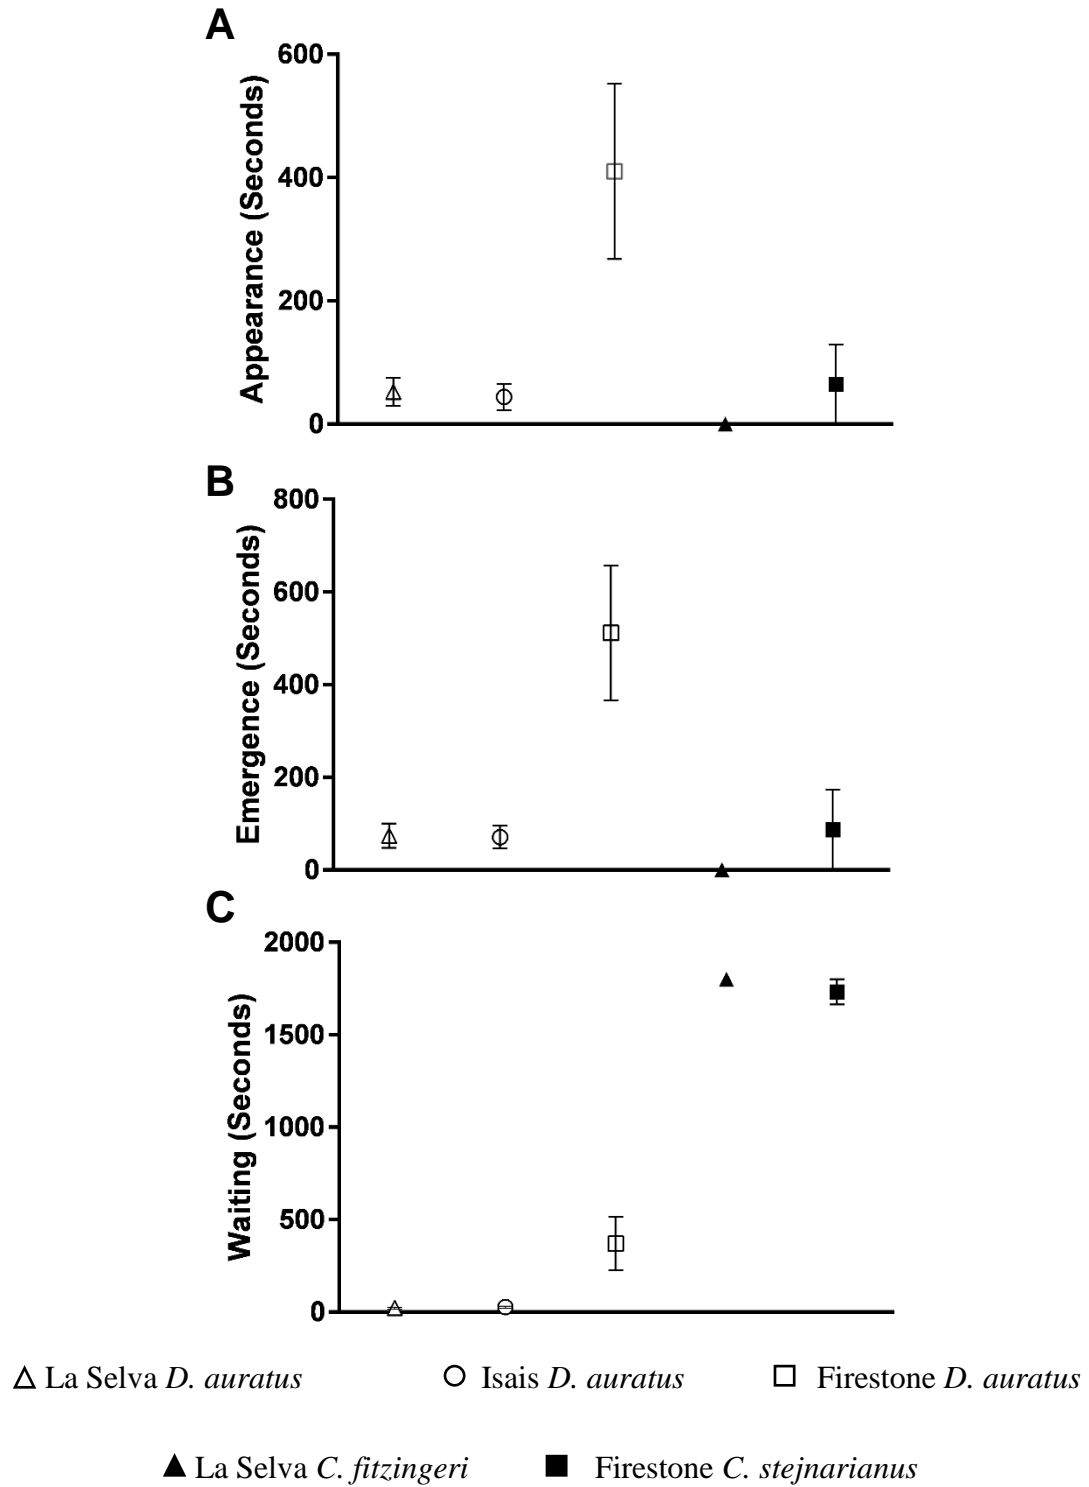 A
Appearance (Seconds)
600
400
200
0
B
Emergence (Seconds)
800
600
400
200
0
C
Waiting (Seconds)
2000
1500
1000
500
0
La Selva D. auratus
Isais D. auratus
Firestone D. auratus
La Selva C. fitzingeri
Firestone C. stejnarianus